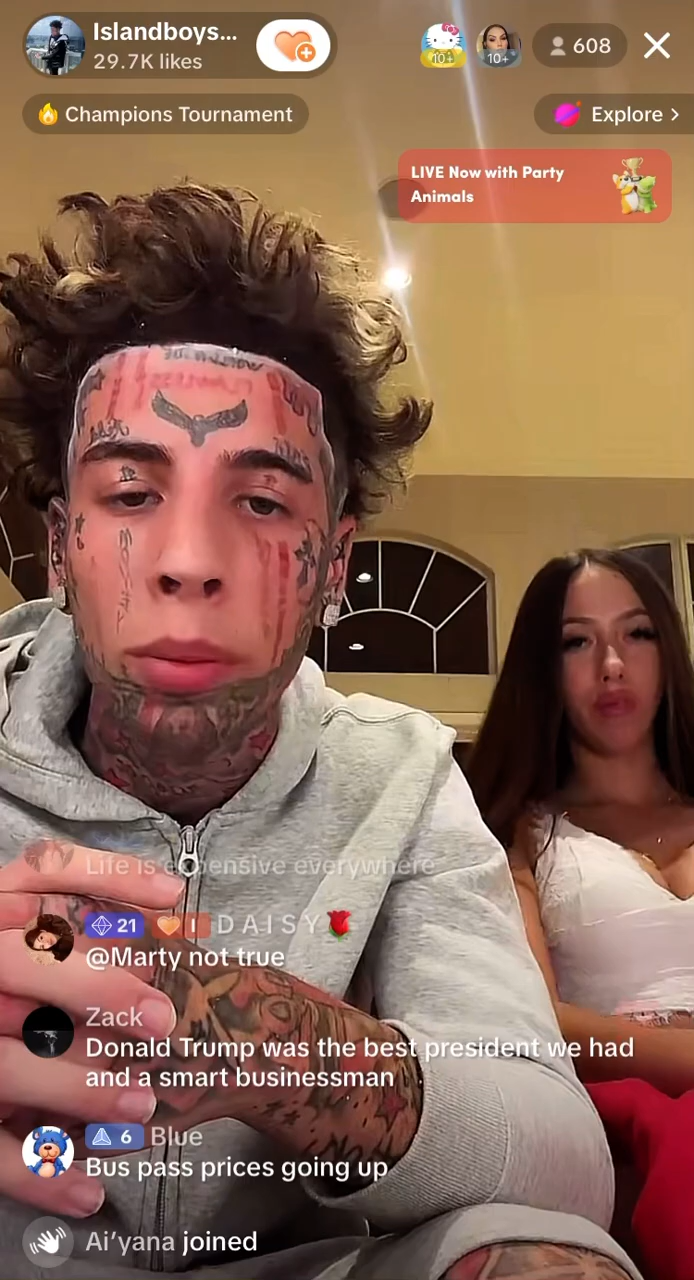 Islandboys...
29.7K likes
10+
10+
608
Champions Tournament
Explore >
LIVE Now with Party
Animals
Life is expensive everywhere
21 I D A I S Y🌹
@Marty not true
Zack
Donald Trump was the best president we had
and a smart businessman
6 Blue
Bus pass prices going up
Ai'yana joined